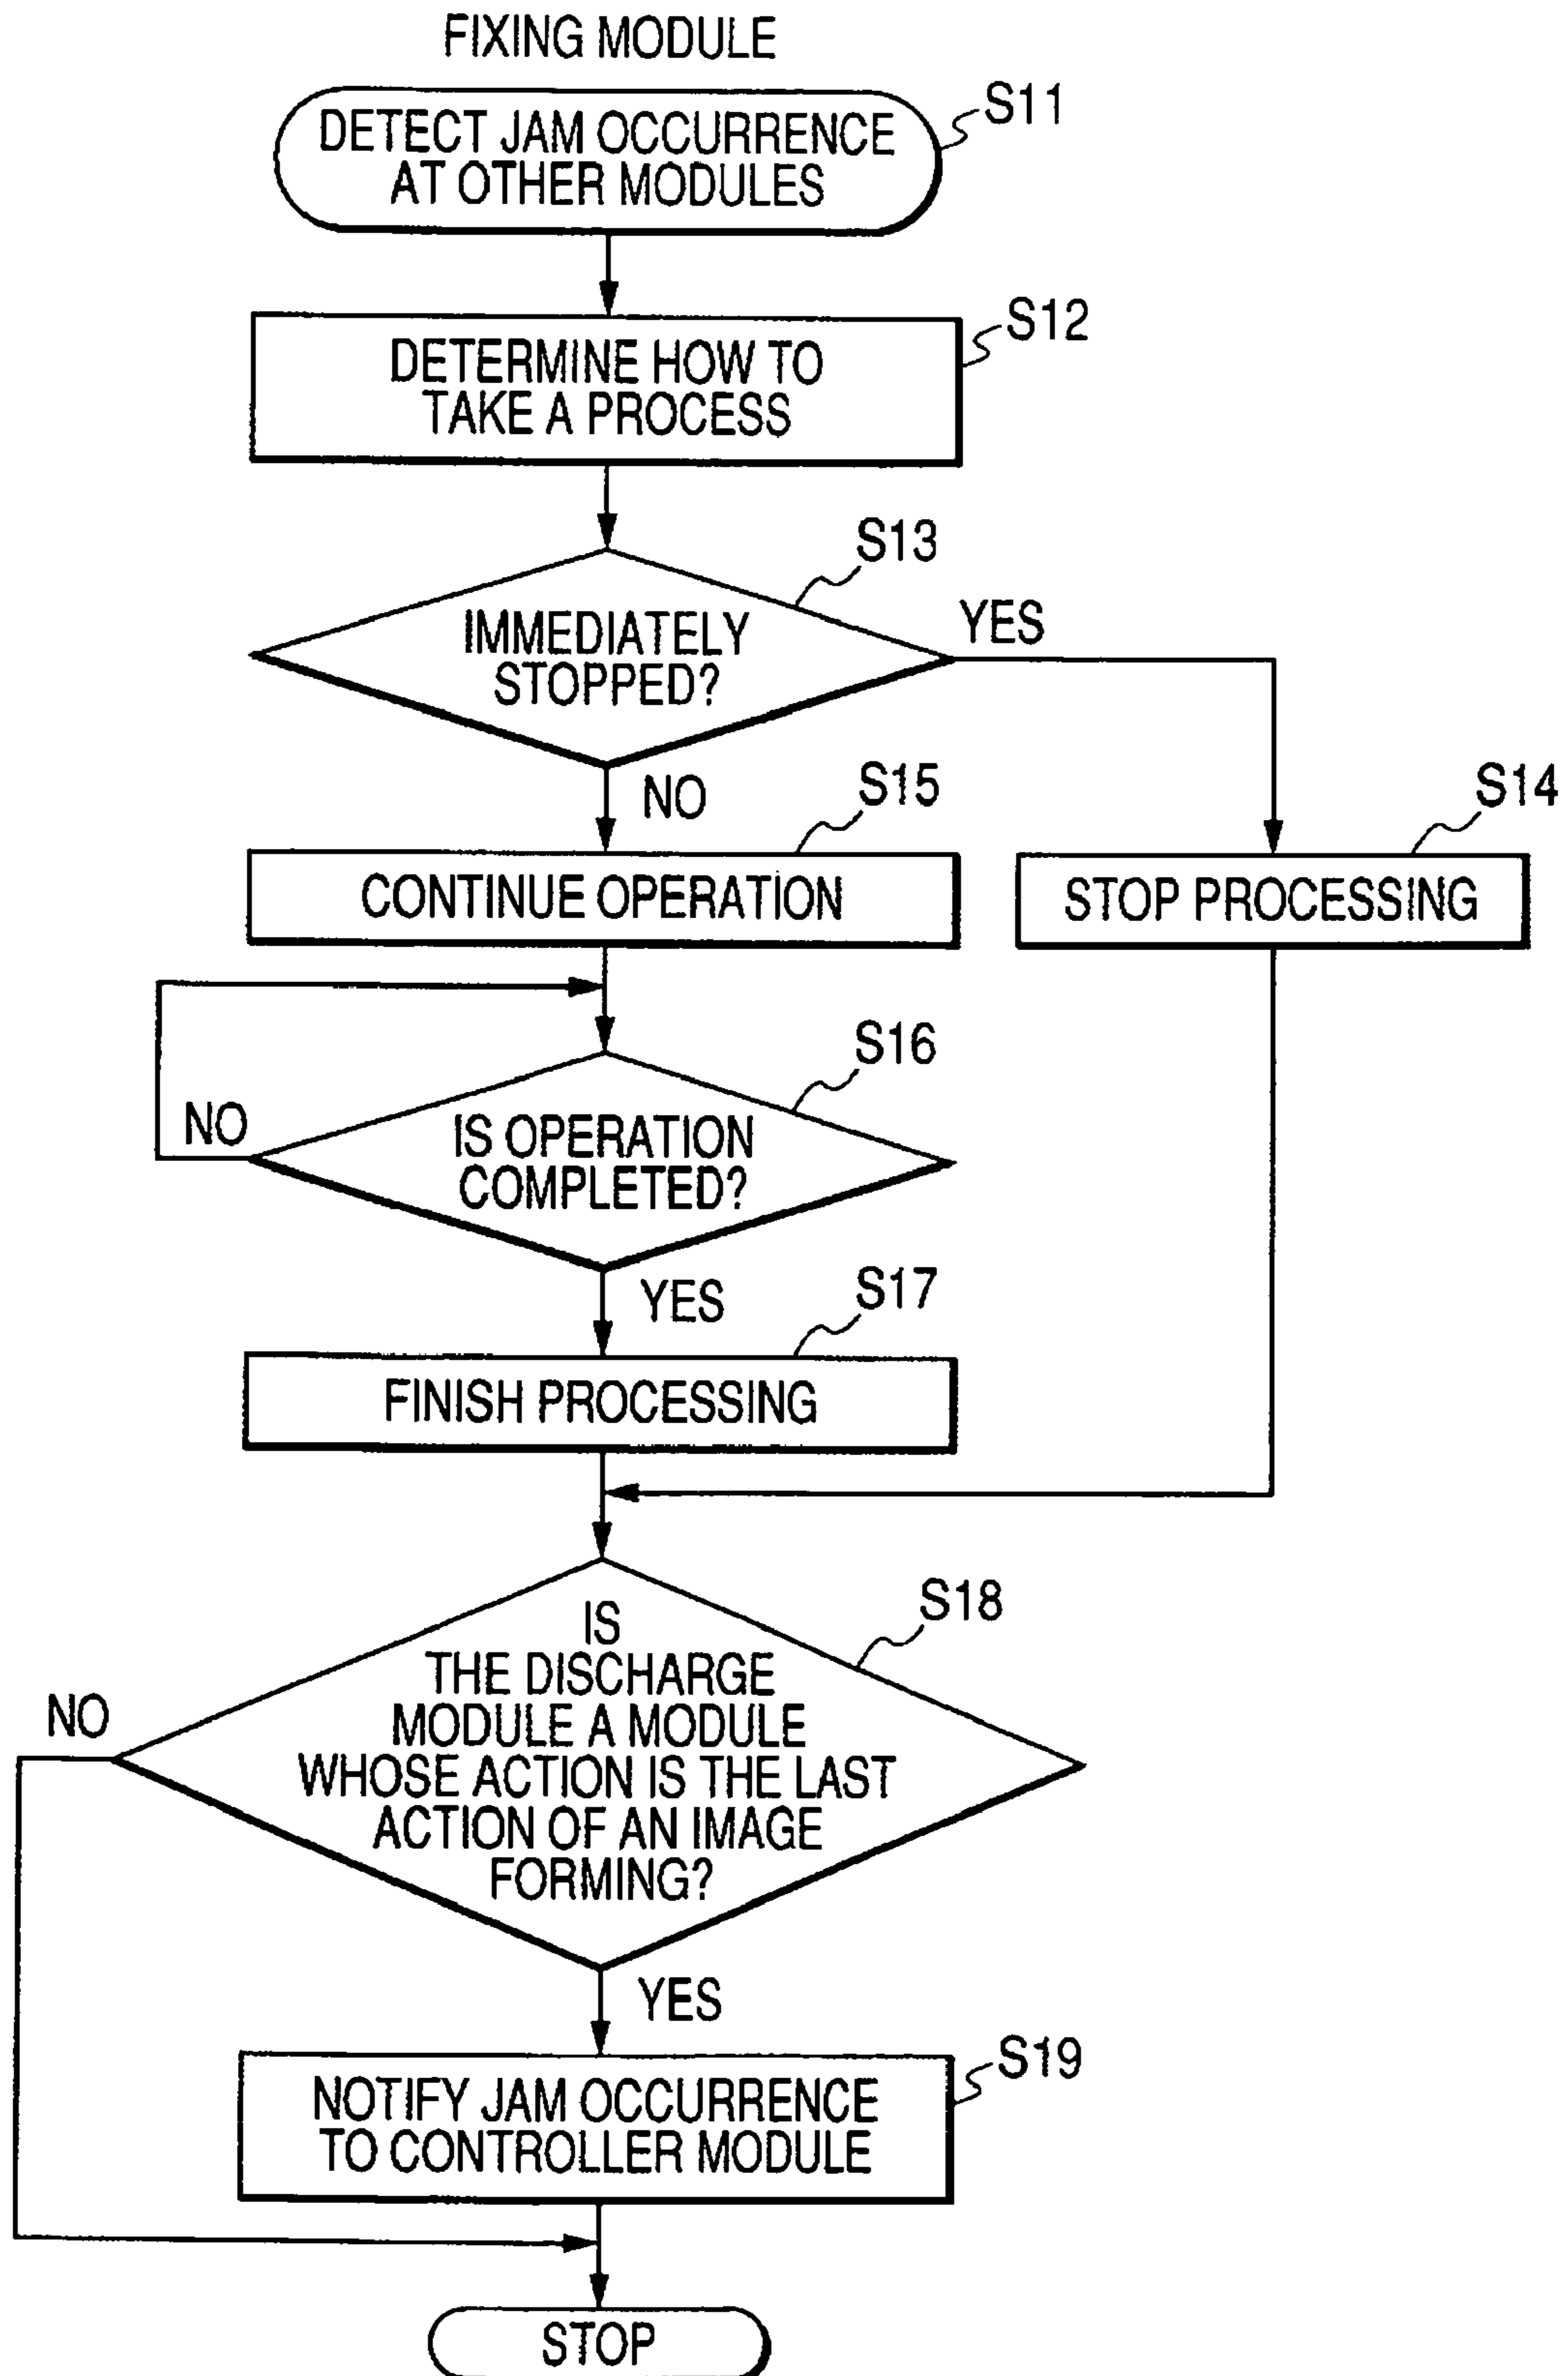 FIXING MODULE
S11
DETECT JAM OCCURRENCE
AT OTHER MODULES
S12
DETERMINE HOW TO
TAKE A PROCESS
S13
IMMEDIATELY
STOPPED?
YES
NO
S15
CONTINUE OPERATION
S14
STOP PROCESSING
S16
IS OPERATION
COMPLETED?
NO
YES
S17
FINISH PROCESSING
S18
IS
THE DISCHARGE
MODULE A MODULE
WHOSE ACTION IS THE LAST
ACTION OF AN IMAGE
FORMING?
NO
YES
S19
NOTIFY JAM OCCURRENCE
TO CONTROLLER MODULE
STOP